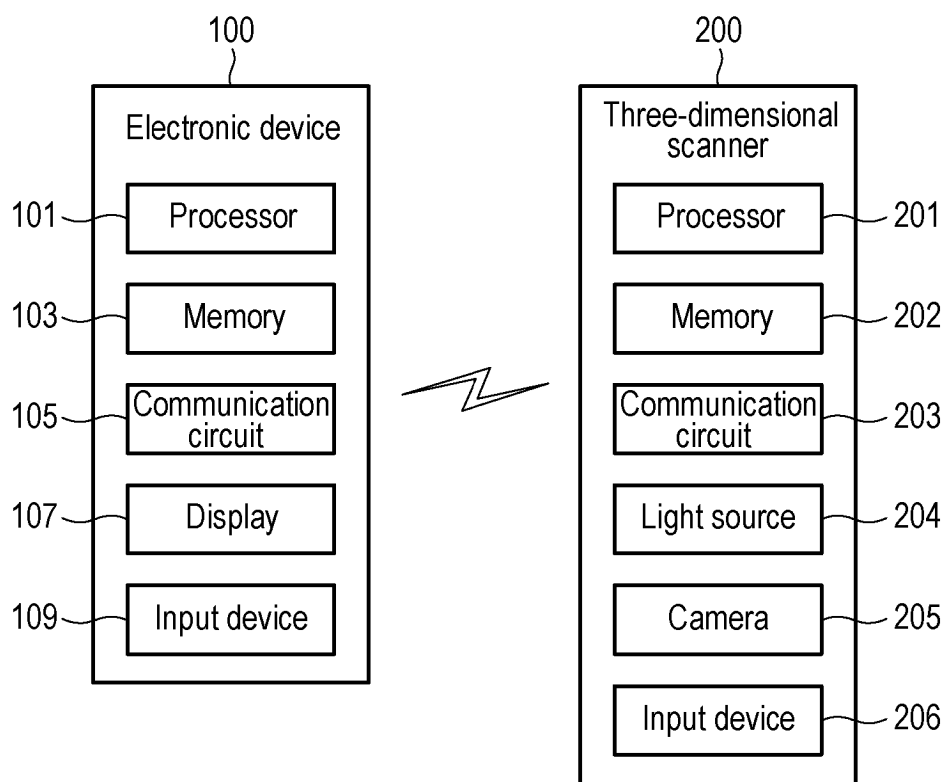 100
Electronic device
101
Processor
103
Memory
105
Communication
circuit
107
Display
109
Input device
200
Three-dimensional
scanner
Processor
201
Memory
202
Communication
circuit
203
Light source
204
Camera
205
Input device
206